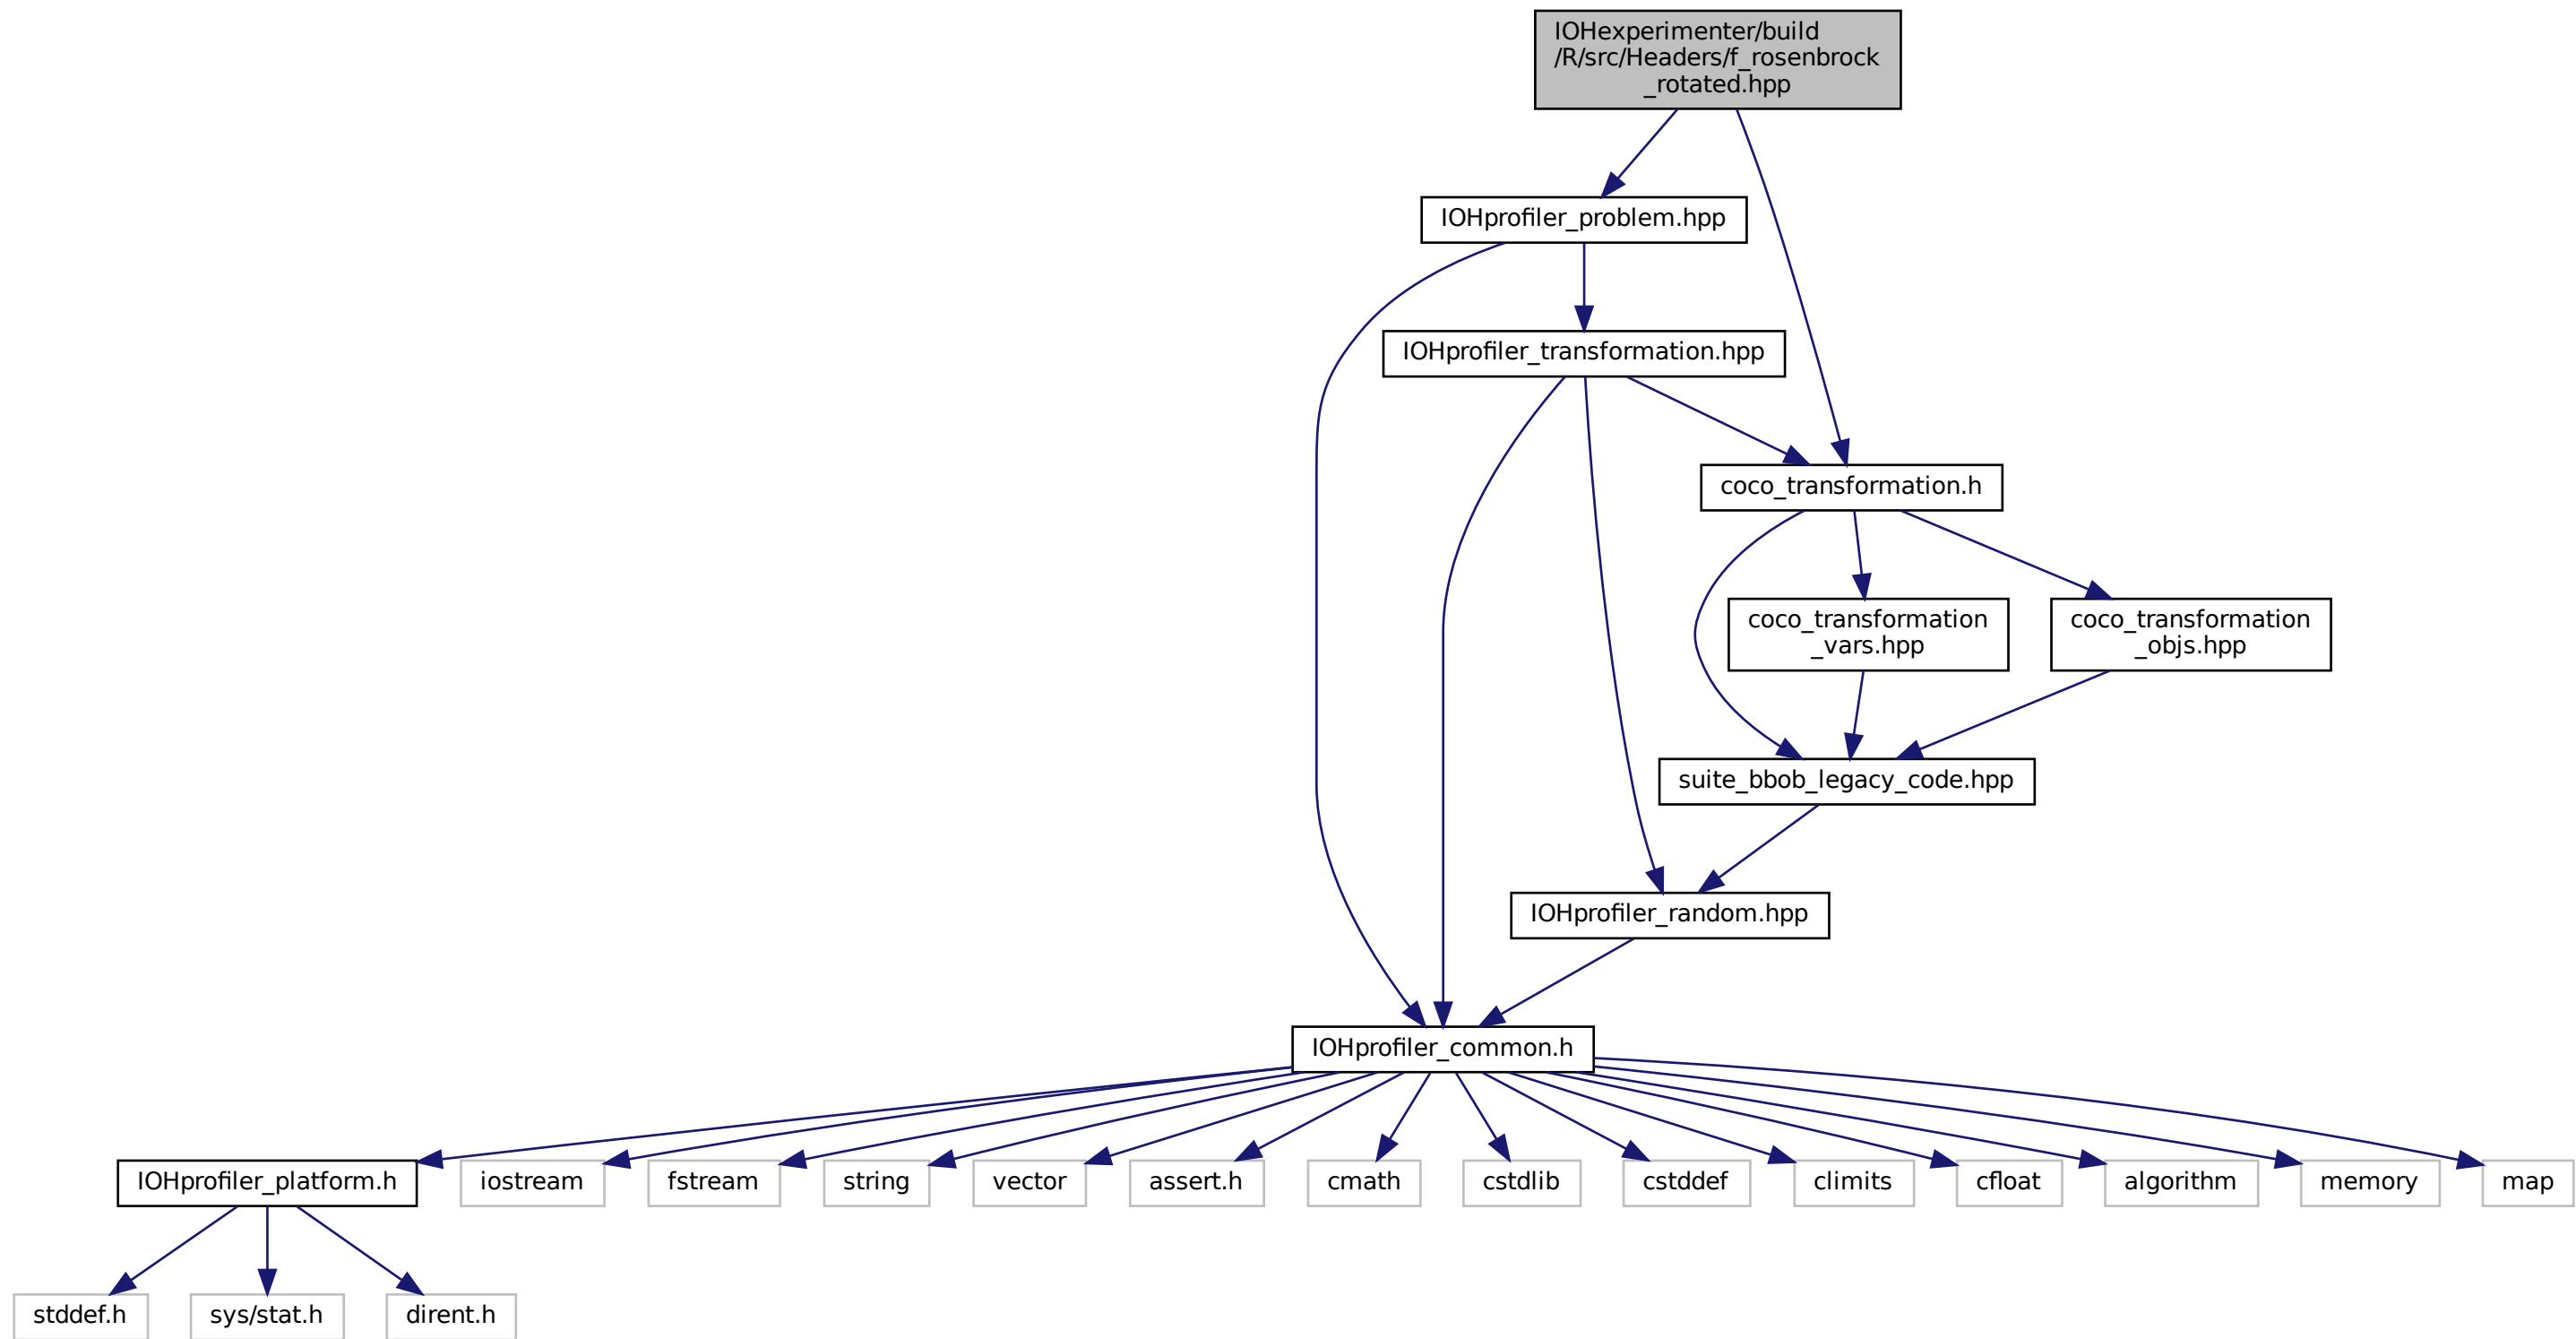 IOHexperimenter/build
/R/src/Headers/f_rosenbrock
_rotated.hpp
IOHprofiler_problem.hpp
IOHprofiler_transformation.hpp
coco_transformation.h
coco_transformation
_vars.hpp
coco_transformation
_objs.hpp
suite_bbob_legacy_code.hpp
IOHprofiler_random.hpp
IOHprofiler_common.h
IOHprofiler_platform.h
iostream
fstream
string
vector
assert.h
cmath
cstdlib
cstddef
climits
cfloat
algorithm
memory
map
stddef.h
sys/stat.h
dirent.h